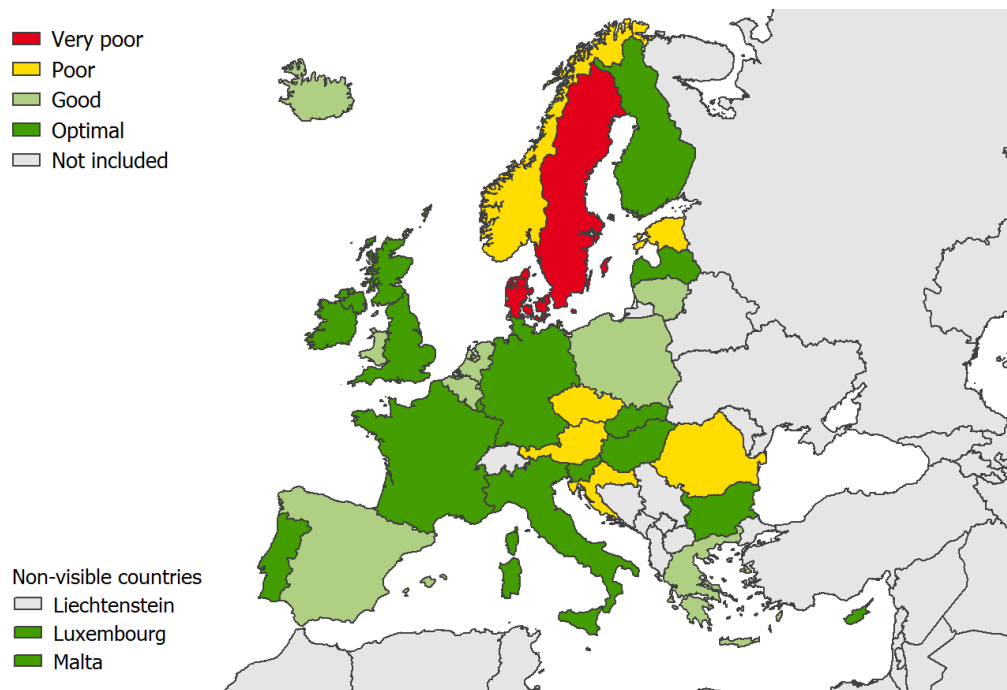 Very poor
Poor
Good
Optimal
Not included
Non-visible countries
Liechtenstein
Luxembourg
Malta